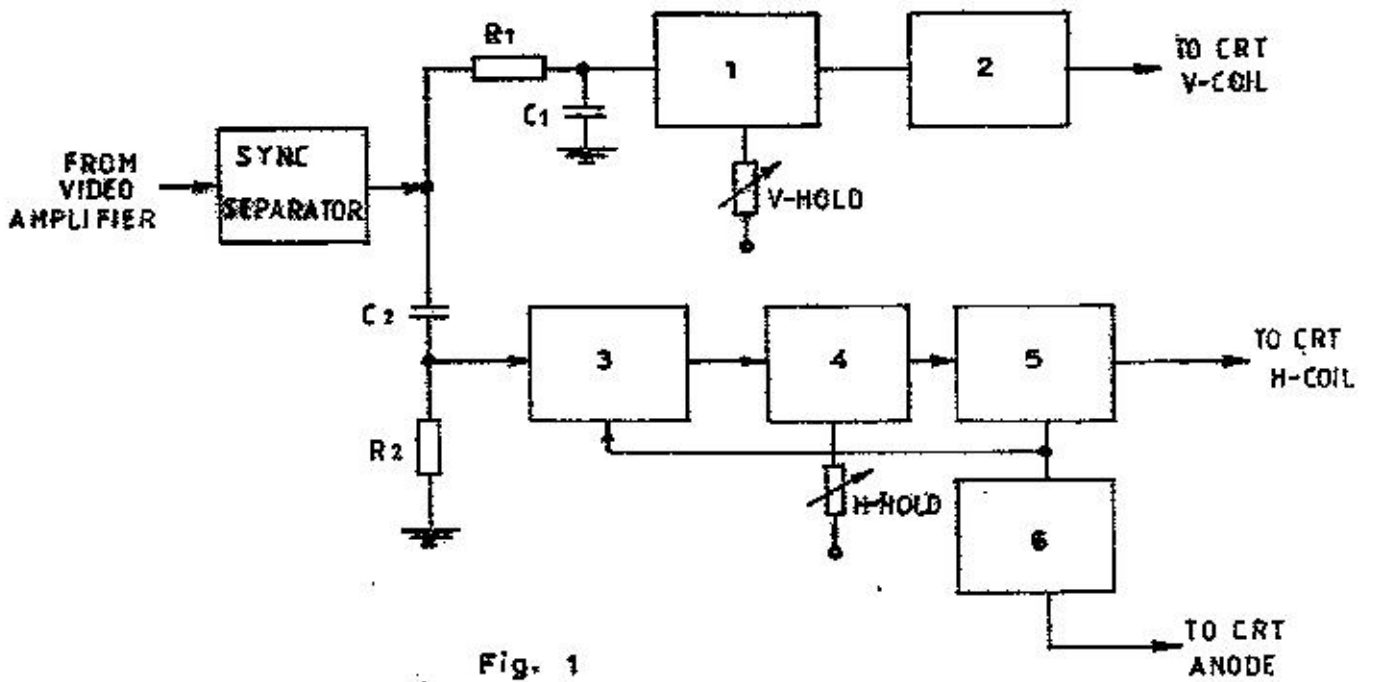 R1
1
2
TO CRT
V-COIL
C1
FROM
VIDEO
AMPLIFIER
SYNC
SEPARATOR
V-HOLD
C2
3
4
5
TO CRT
H-COIL
R2
H-HOLD
6
TO CRT
ANODE
Fig. 1